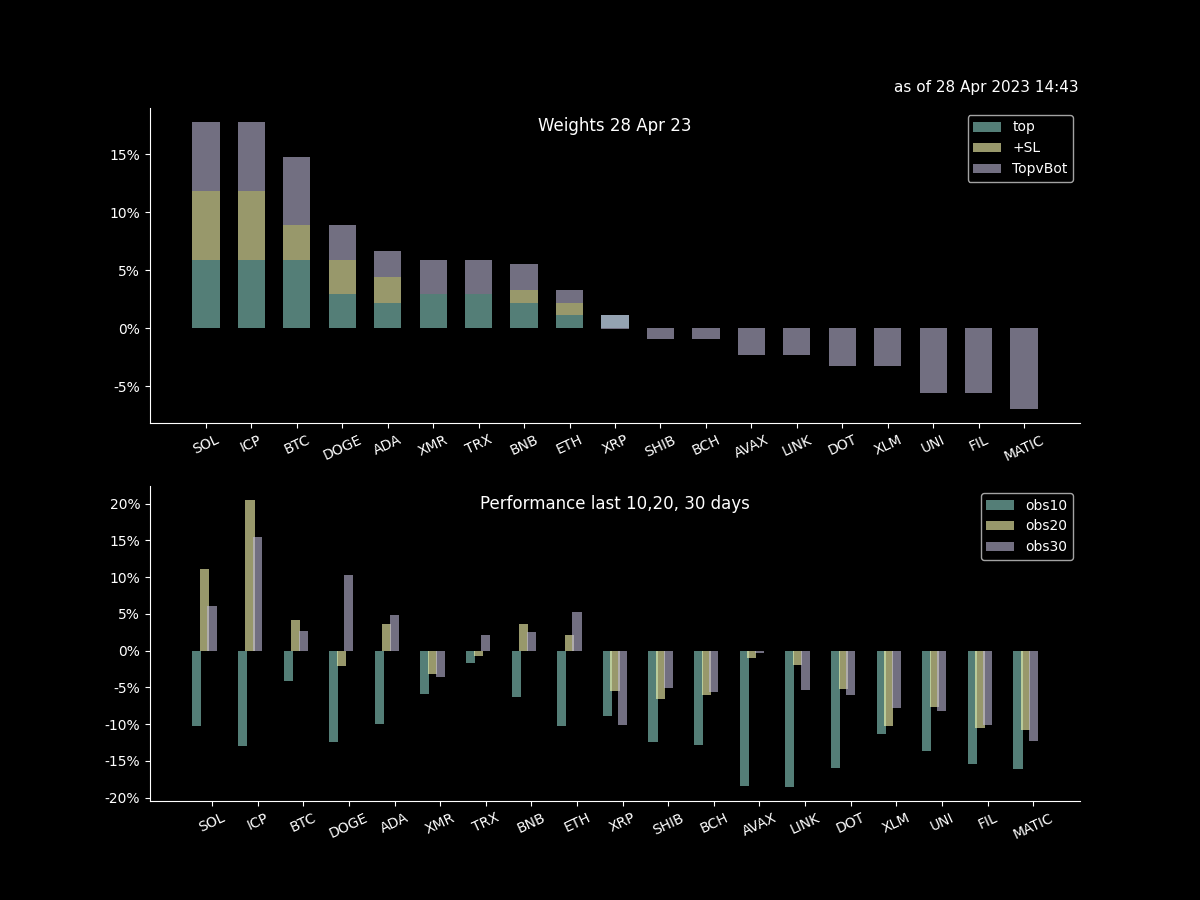 as of 28 Apr 2023 14:43
Weights 28 Apr 23
top
+SL
TopvBot
15%
10%
5%
0%
-5%
SOL ICP BTC DOGE ADA XMR TRX BNB ETH XRP SHIB BCH AVAX LINK DOT XLM UNI FIL MATIC
Performance last 10,20, 30 days
obs10
obs20
obs30
20%
15%
10%
5%
0%
-5%
-10%
-15%
-20%
SOL ICP BTC DOGE ADA XMR TRX BNB ETH XRP SHIB BCH AVAX LINK DOT XLM UNI FIL MATIC